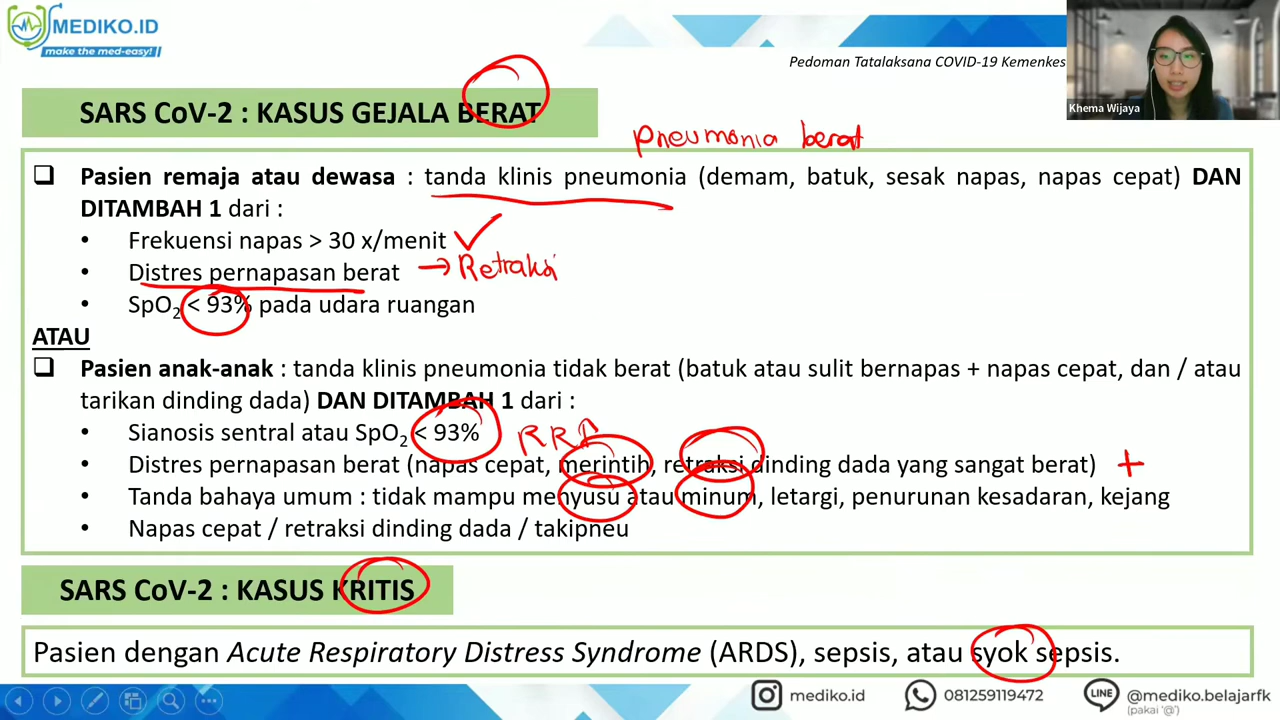 MEDIKO.ID
make the med-easy!
Pedoman Tatalaksana COVID-19 Kemenkes
Khema Wijaya
SARS CoV-2 : KASUS GEJALA BERAT
pneumonia berat
Pasien remaja atau dewasa : tanda klinis pneumonia (demam, batuk, sesak napas, napas cepat) DAN
DITAMBAH 1 dari :
• Frekuensi napas > 30 x/menit
• Distres pernapasan berat → Retraksi
• SpO₂ < 93% pada udara ruangan
ATAU
Pasien anak-anak : tanda klinis pneumonia tidak berat (batuk atau sulit bernapas + napas cepat, dan / atau
tarikan dinding dada) DAN DITAMBAH 1 dari :
• Sianosis sentral atau SpO₂ < 93% RR↑
• Distres pernapasan berat (napas cepat, merintih, retraksi dinding dada yang sangat berat) +
• Tanda bahaya umum : tidak mampu menyusu atau minum, letargi, penurunan kesadaran, kejang
• Napas cepat / retraksi dinding dada / takipneu
SARS CoV-2 : KASUS KRITIS
Pasien dengan Acute Respiratory Distress Syndrome (ARDS), sepsis, atau syok sepsis.
mediko.id
081259119472
LINE
@mediko.belajarfk
(pakai '@')